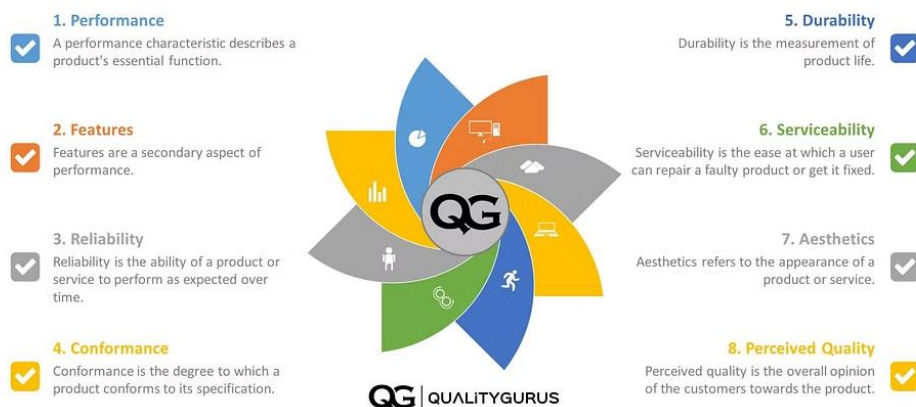 1. Performance
A performance characteristic describes a
product's essential function.
2. Features
Features are a secondary aspect of
performance.
3. Reliability
Reliability is the ability of a product or
service to perform as expected over
time.
4. Conformance
Conformance is the degree to which a
product conforms to its specification.
QG
QG | QUALiTYGURUS
5. Durability
Durability is the measurement of
product life.
6. Serviceability
Serviceability is the ease at which a user
can repair a faulty product or get it fixed.
7. Aesthetics
Aesthetics refers to the appearance of a
product or service.
8. Perceived Quality
Perceived quality is the overall opinion
of the customers towards the product.